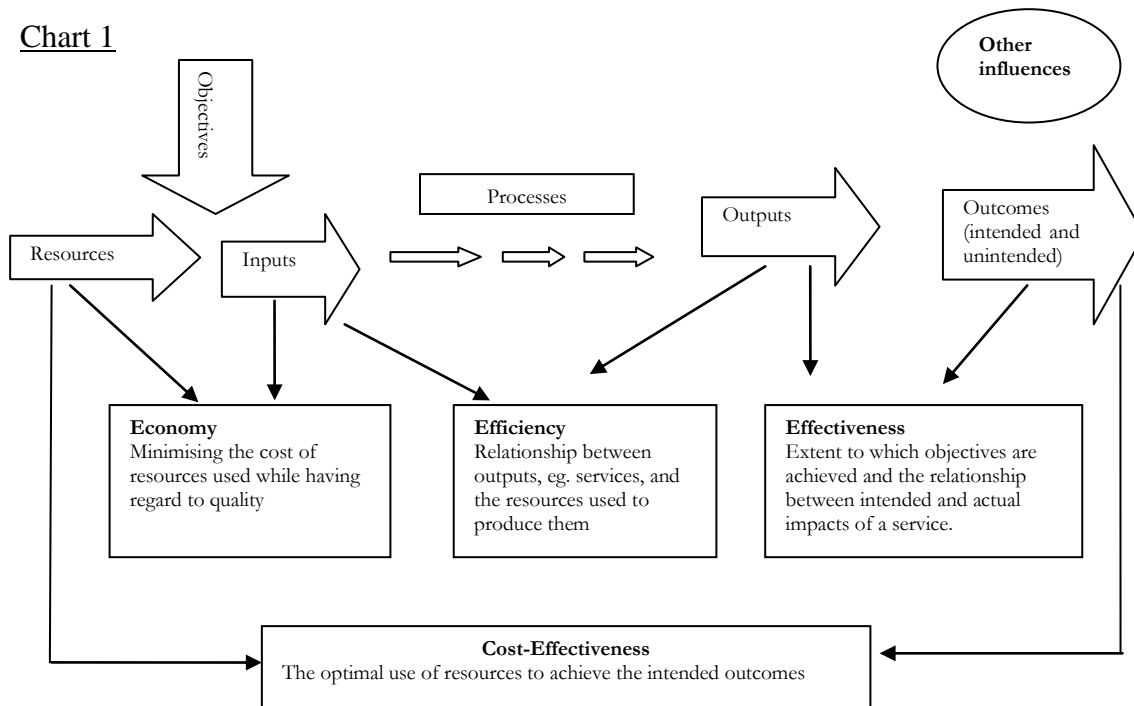 Chart 1
Other
influences
Objectives
Processes
Resources
Inputs
Outputs
Outcomes
(intended and
unintended)
Economy
Minimising the cost of
resources used while having
regard to quality
Efficiency
Relationship between
outputs, eg. services, and
the resources used to
produce them
Effectiveness
Extent to which objectives are
achieved and the relationship
between intended and actual
impacts of a service.
Cost-Effectiveness
The optimal use of resources to achieve the intended outcomes